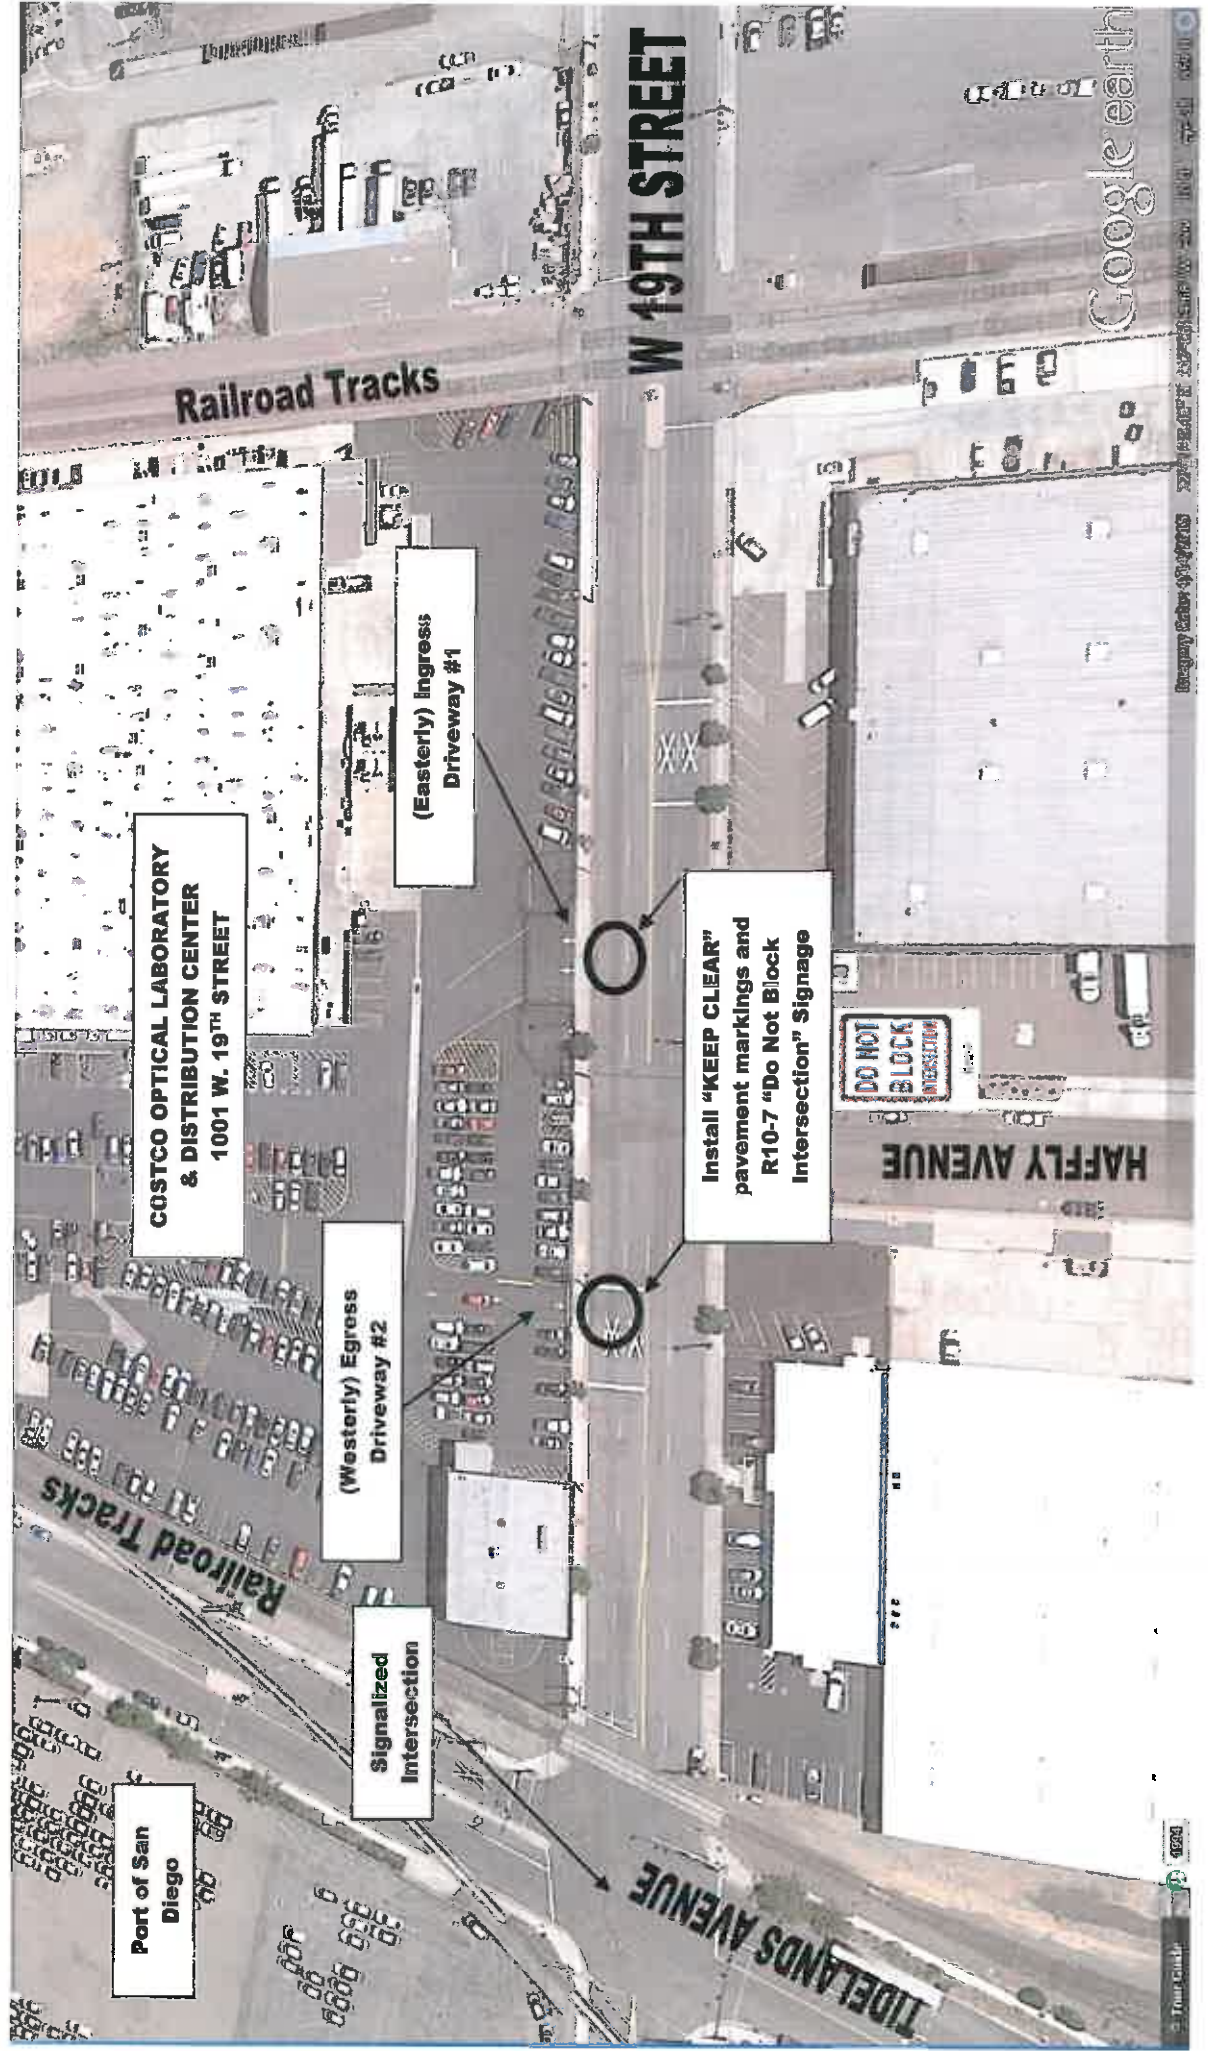 Port of San
Diego
Railroad Tracks
COSTCO OPTICAL LABORATORY
& DISTRIBUTION CENTER
1001 W. 19TH STREET
Railroad Tracks
Signalized
Intersection
(Westerly) Egress
Driveway #2
(Easterly) Ingress
Driveway #1
W 19TH STREET
TIDELANDS AVENUE
Install “KEEP CLEAR”
pavement markings and
R10-7 “Do Not Block
Intersection” Signage
DO NOT
BLOCK
INTERSECTION
HAFFLY AVENUE
Google earth
1994